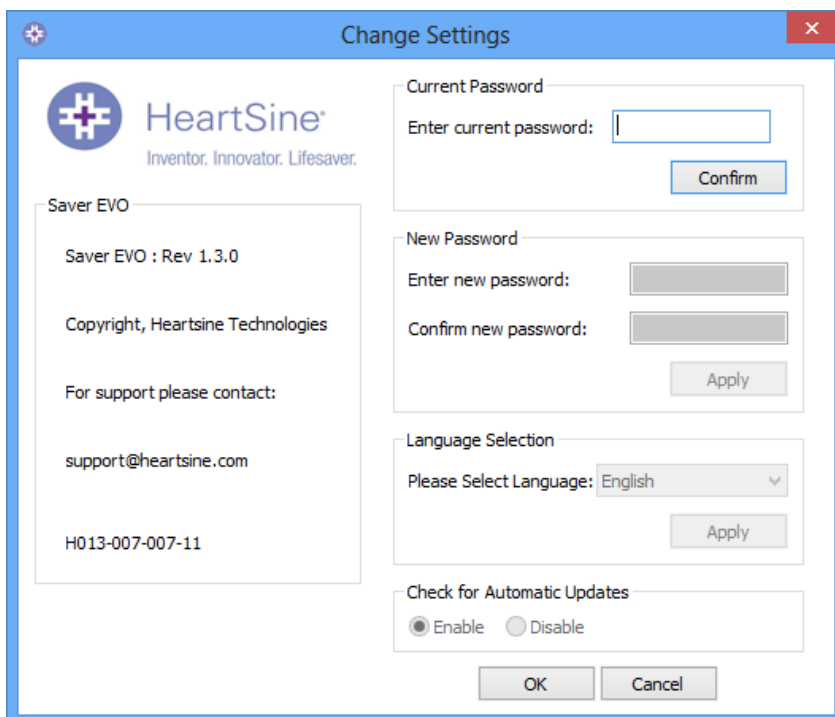 Change Settings
HeartSine®
Inventor. Innovator. Lifesaver.
Saver EVO
Saver EVO : Rev 1.3.0
Copyright, Heartsine Technologies
For support please contact:
support@heartsine.com
H013-007-007-11
Current Password
Enter current password:
Confirm
New Password
Enter new password:
Confirm new password:
Apply
Language Selection
Please Select Language: English
Apply
Check for Automatic Updates
Enable Disable
OK Cancel